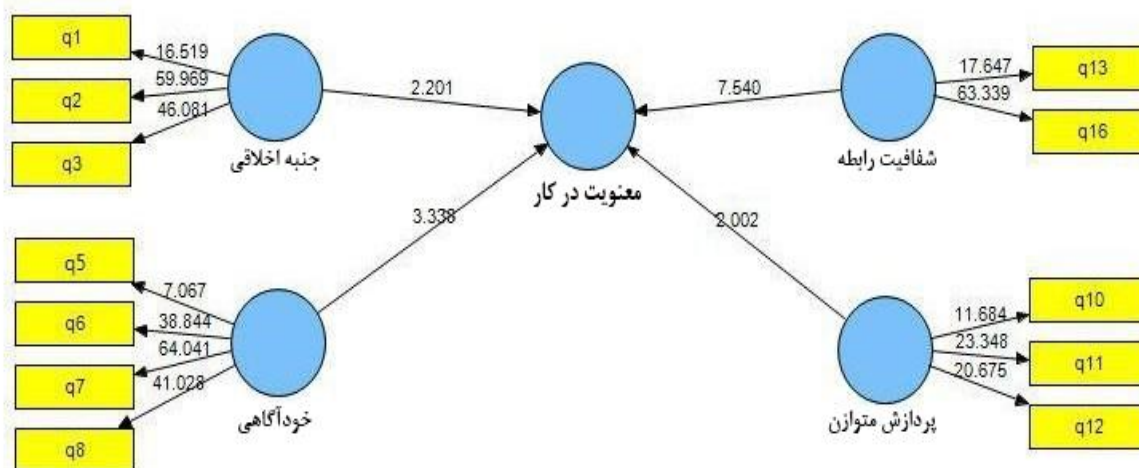 q1
16.519
q2
59.969
q3
46.081
جنبه اخلاقی
2.201
معنویت در کار
7.540
شفافیت رابطه
17.647
q13
63.339
q16
q5
7.067
q6
38.844
q7
64.041
q8
41.028
خودآگاهی
3.338
2.002
پردازش متوازن
11.684
q10
23.348
q11
20.675
q12